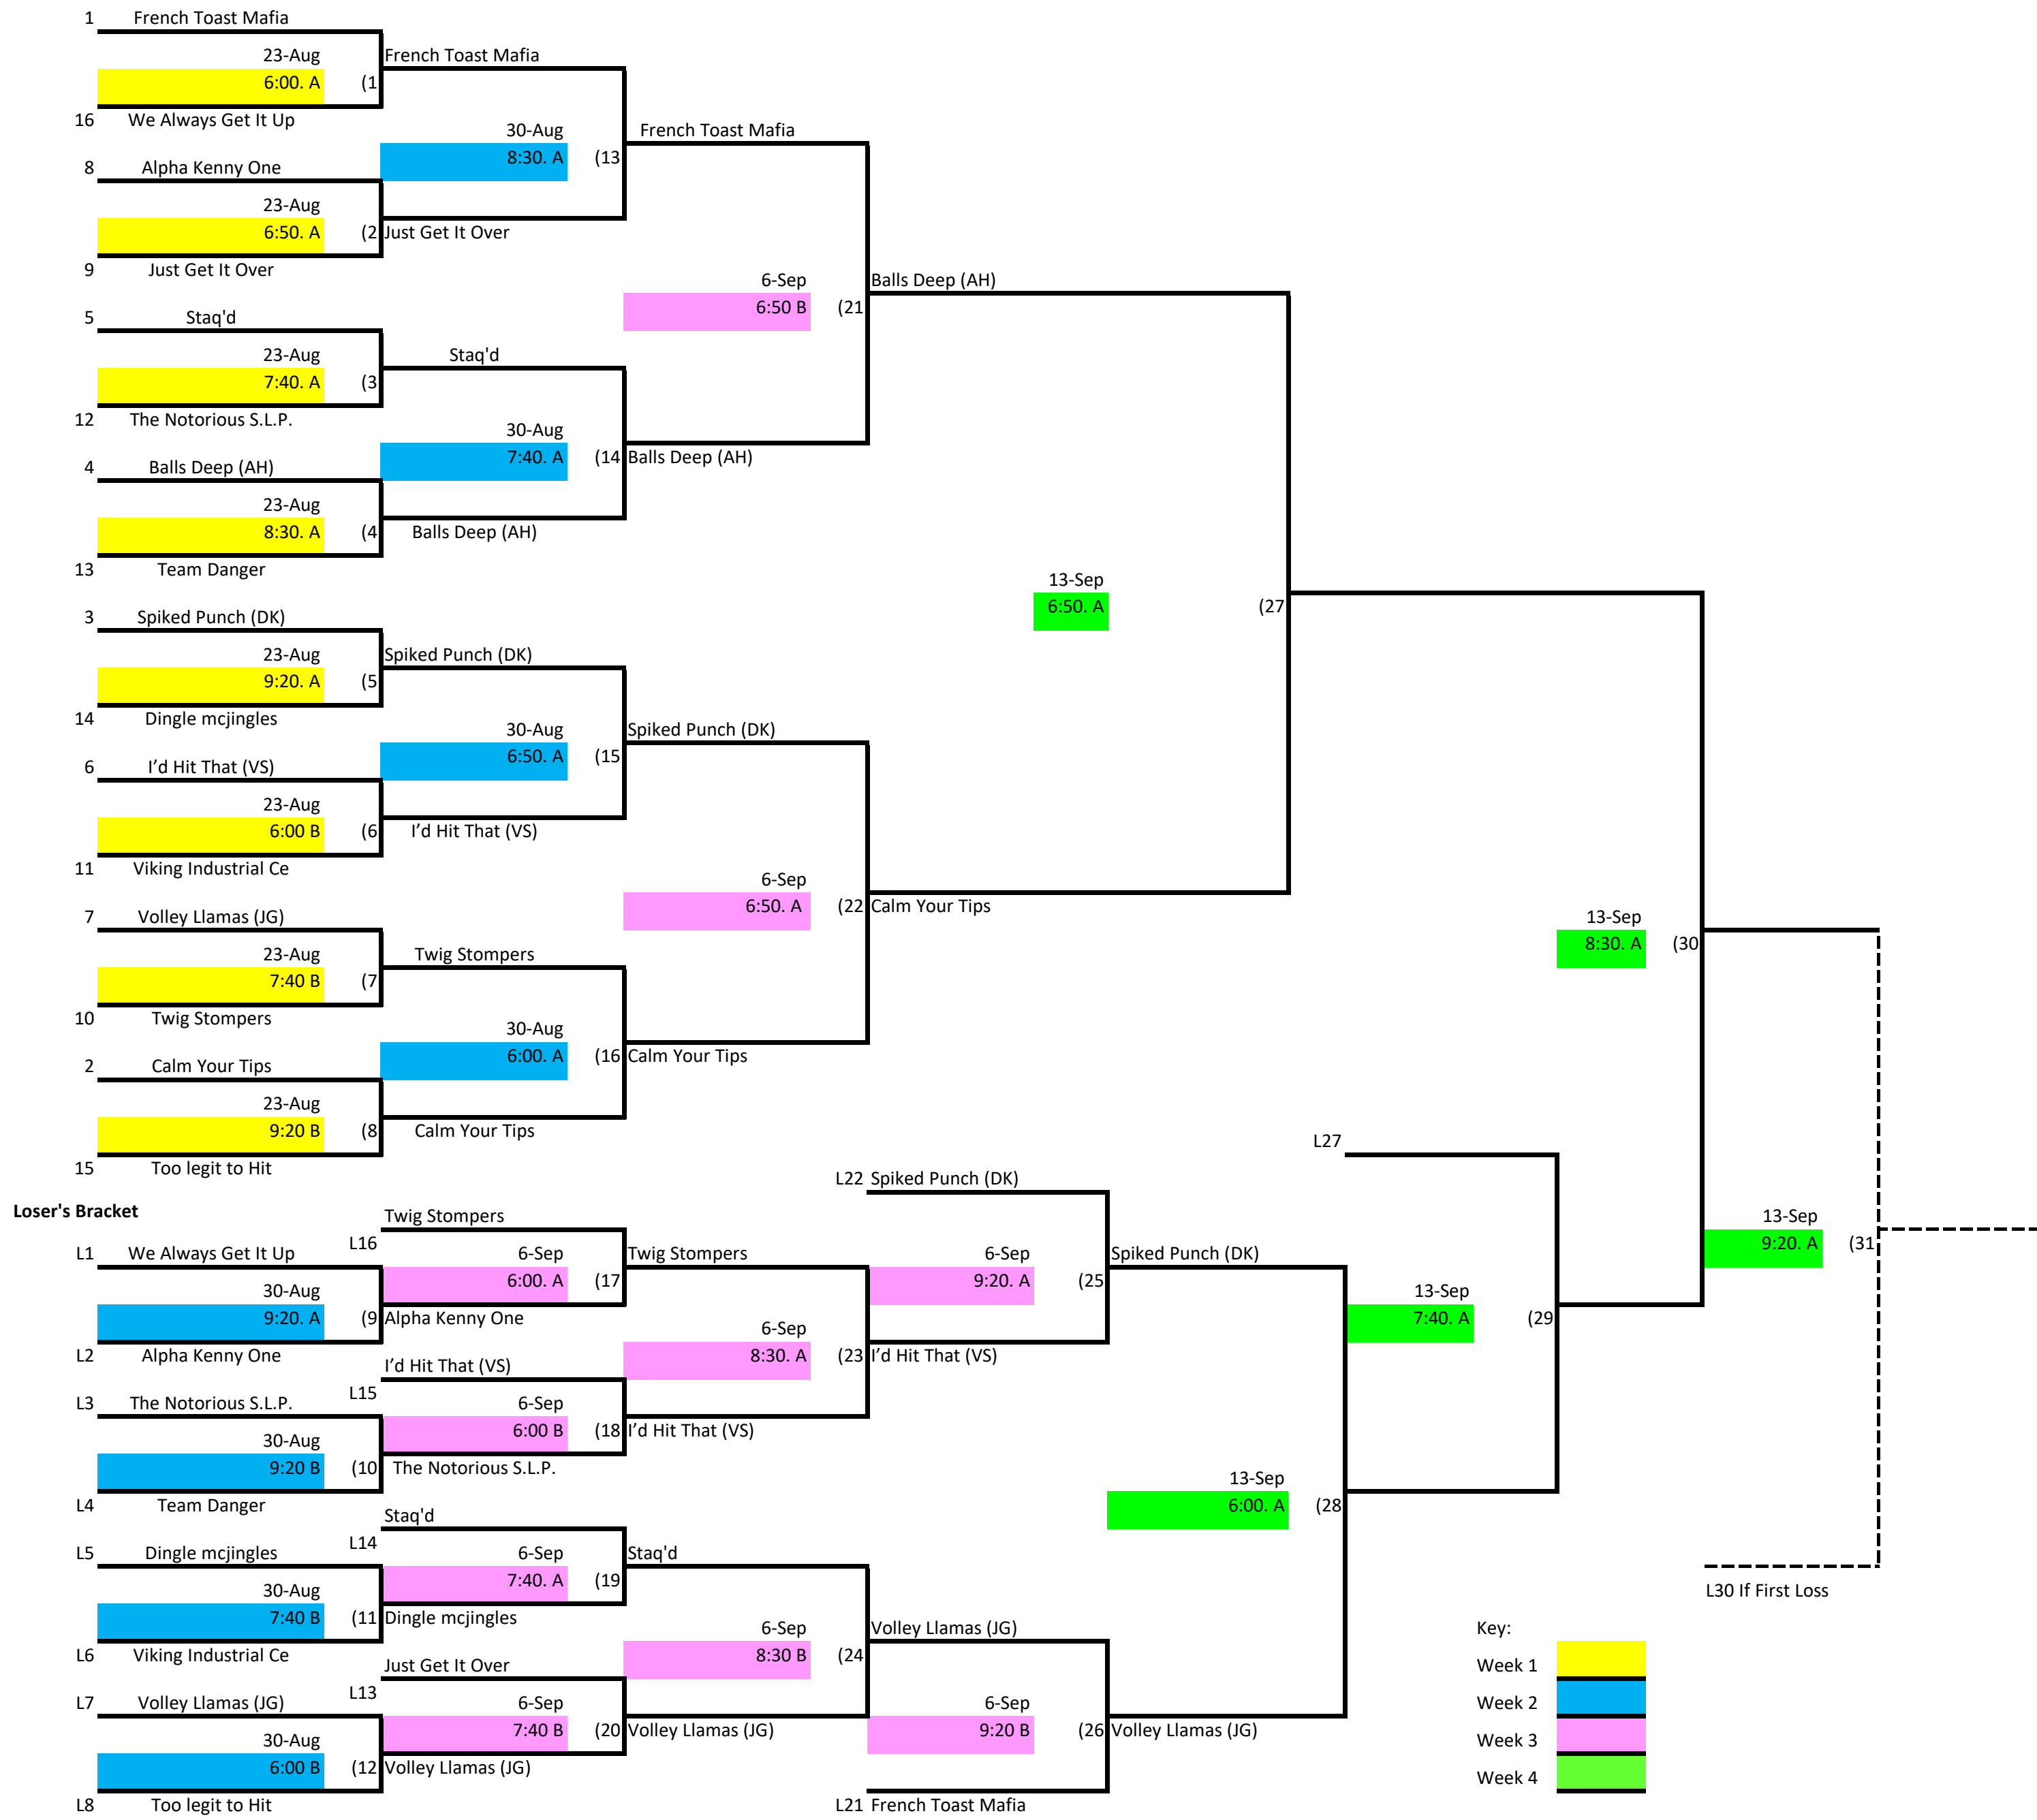 1 French Toast Mafia
23-Aug French Toast Mafia
6:00. A (1
16 We Always Get It Up
30-Aug French Toast Mafia
8:30. A (13
8 Alpha Kenny One
23-Aug
6:50. A (2 Just Get It Over
9 Just Get It Over
6-Sep Balls Deep (AH)
6:50 B (21
5 Staq'd
23-Aug Staq'd
7:40. A (3
12 The Notorious S.L.P.
30-Aug
7:40. A (14 Balls Deep (AH)
4 Balls Deep (AH)
23-Aug
8:30. A (4 Balls Deep (AH)
13 Team Danger
13-Sep
6:50. A (27
3 Spiked Punch (DK)
23-Aug Spiked Punch (DK)
9:20. A (5
14 Dingle mcjingles
30-Aug Spiked Punch (DK)
6:50. A (15
6 I’d Hit That (VS)
23-Aug
6:00 B (6 I’d Hit That (VS)
11 Viking Industrial Ce
6-Sep
6:50. A (22 Calm Your Tips
7 Volley Llamas (JG)
13-Sep
8:30. A (30
23-Aug Twig Stompers
7:40 B (7
10 Twig Stompers
30-Aug
6:00. A (16 Calm Your Tips
2 Calm Your Tips
23-Aug
9:20 B (8 Calm Your Tips
L27
15 Too legit to Hit
L22 Spiked Punch (DK)
Loser's Bracket
Twig Stompers
L16
13-Sep
9:20. A (31
L1 We Always Get It Up
6-Sep Twig Stompers
6:00. A (17
6-Sep Spiked Punch (DK)
9:20. A (25
30-Aug
9:20. A (9 Alpha Kenny One
13-Sep
7:40. A (29
L2 Alpha Kenny One
6-Sep
8:30. A (23 I’d Hit That (VS)
I’d Hit That (VS)
L15
L3 The Notorious S.L.P.
6-Sep
6:00 B (18 I’d Hit That (VS)
30-Aug
9:20 B (10 The Notorious S.L.P.
L4 Team Danger
13-Sep
6:00. A (28
Staq'd
L14
L5 Dingle mcjingles
6-Sep Staq'd
7:40. A (19
30-Aug
7:40 B (11 Dingle mcjingles
L30 If First Loss
L6 Viking Industrial Ce
6-Sep Volley Llamas (JG)
8:30 B (24
Just Get It Over
L13
L7 Volley Llamas (JG)
6-Sep
7:40 B (20 Volley Llamas (JG)
6-Sep
9:20 B (26 Volley Llamas (JG)
30-Aug
6:00 B (12 Volley Llamas (JG)
L8 Too legit to Hit
L21 French Toast Mafia
Key:
Week 1
Week 2
Week 3
Week 4